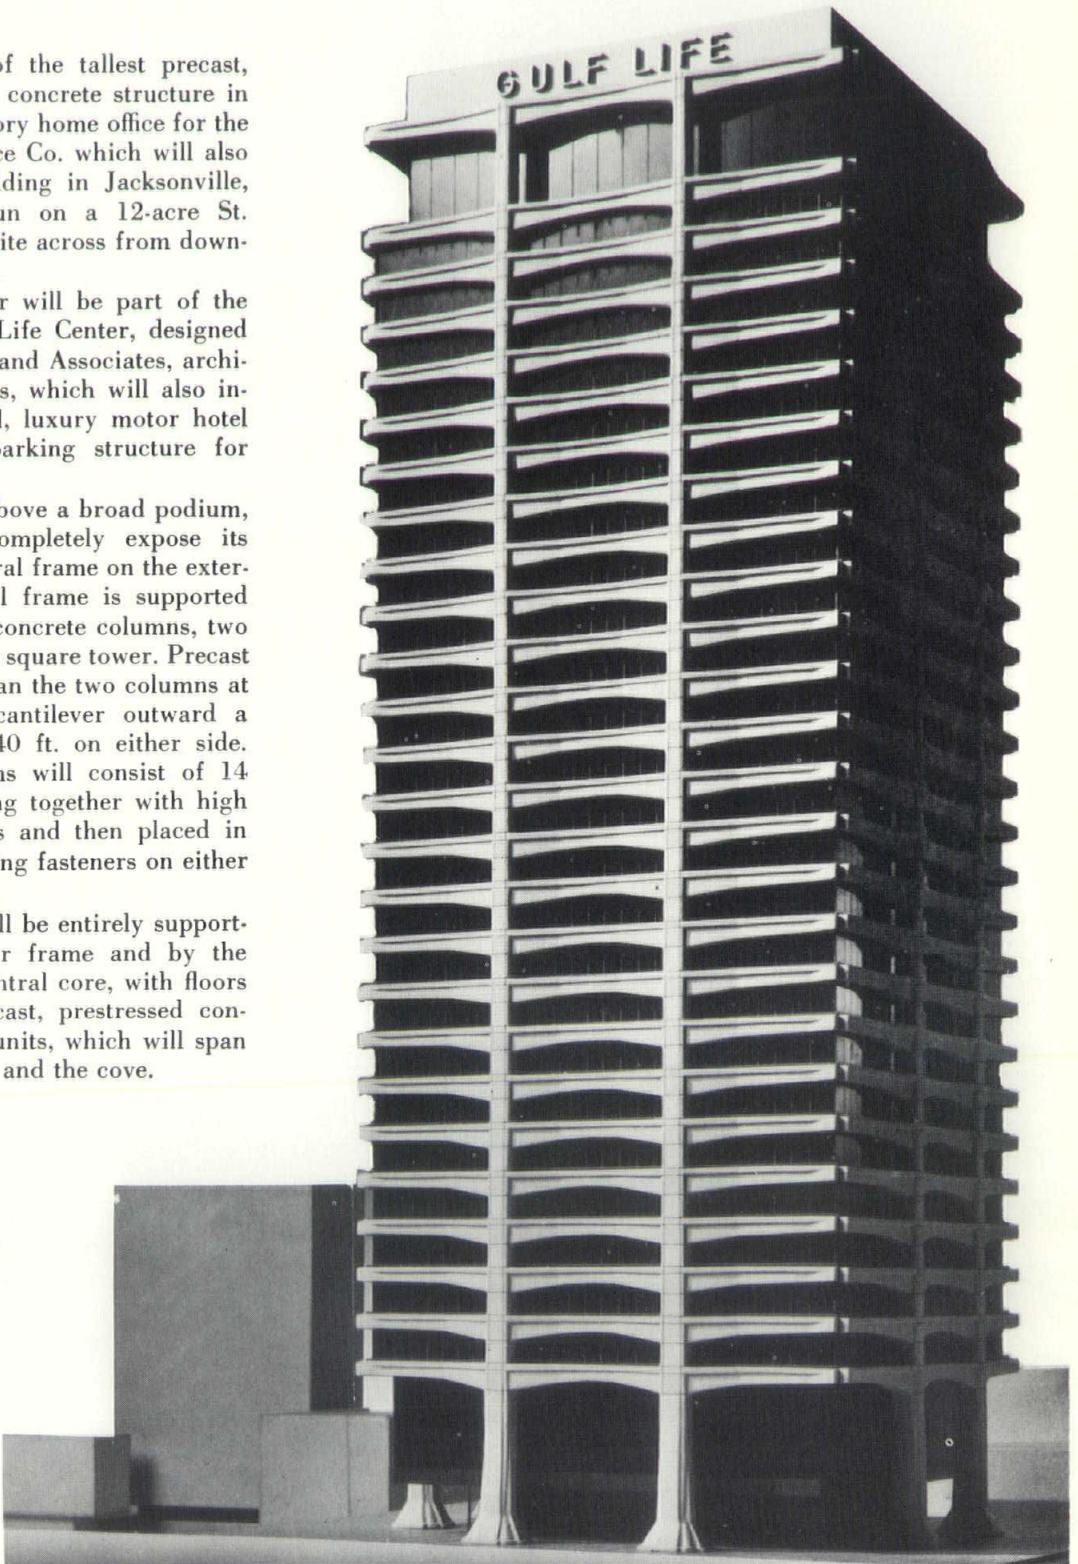 f the tallest precast,
concrete structure in
ory home office for the
ce Co. which will also
ding in Jacksonville,
un on a 12-acre St.
ite across from down-
r will be part of the
Life Center, designed
and Associates, archi-
s, which will also in-
l, luxury motor hotel
parking structure for
bove a broad podium,
ompletely expose its
ral frame on the exter-
l frame is supported
concrete columns, two
square tower. Precast
an the two columns at
cantilever outward a
40 ft. on either side.
ns will consist of 14
ng together with high
s and then placed in
ing fasteners on either
ll be entirely support-
r frame and by the
ntral core, with floors
cast, prestressed con-
units, which will span
and the cove.
GULF LIFE